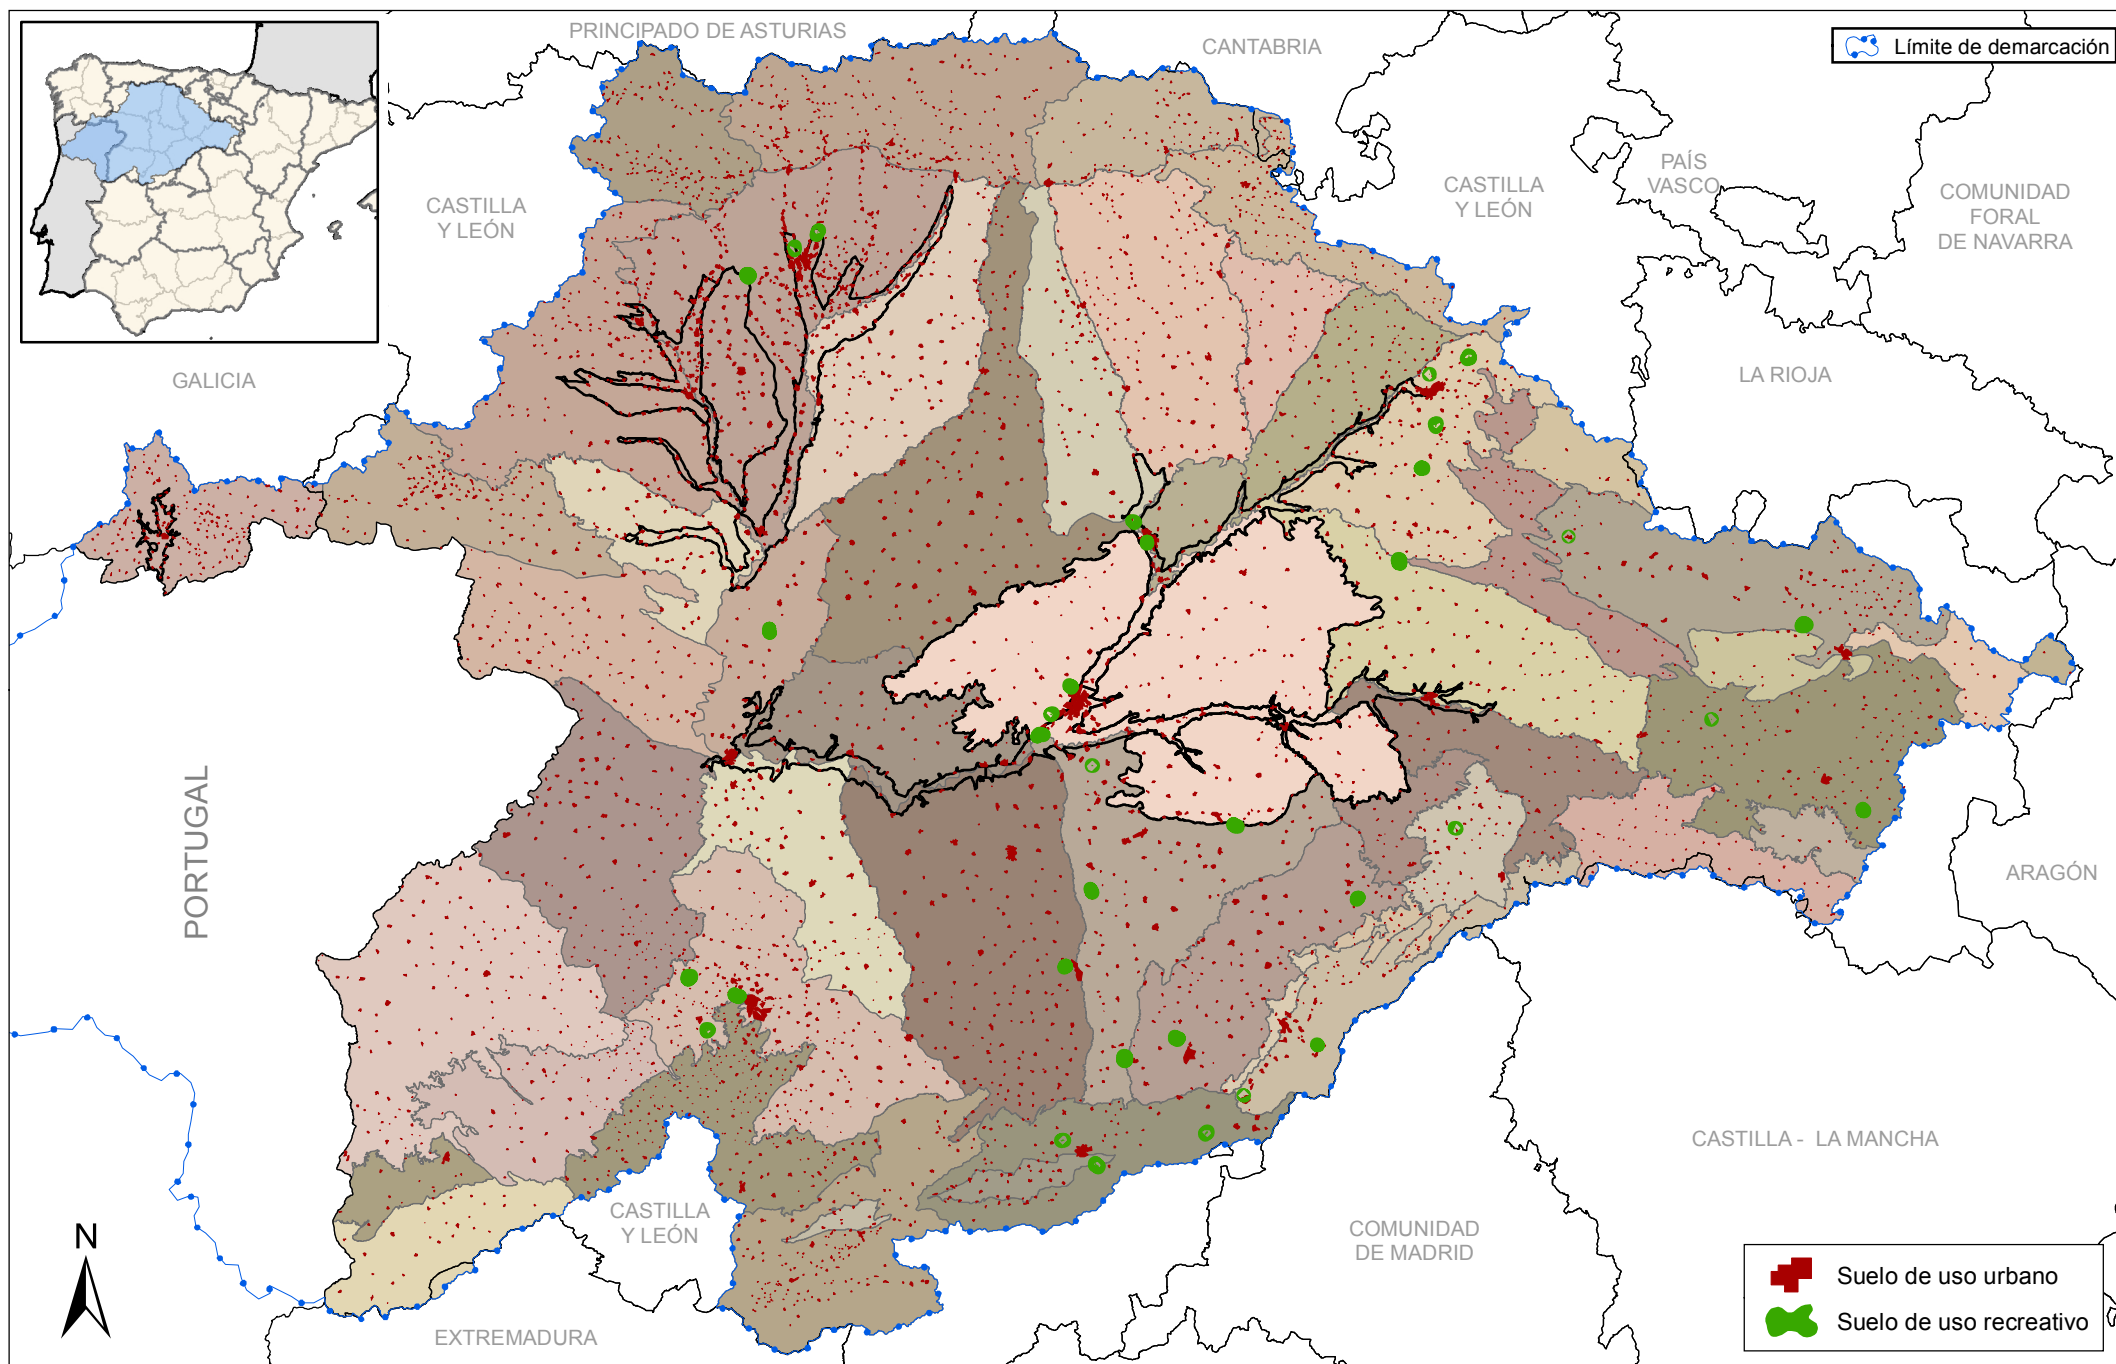 PRINCIPADO DE ASTURIAS
CANTABRIA
Límite de demarcación
CASTILLA
Y LEÓN
CASTILLA
Y LEÓN
PAÍS
VASCO
COMUNIDAD
FORAL
DE NAVARRA
GALICIA
LA RIOJA
PORTUGAL
ARAGÓN
CASTILLA - LA MANCHA
CASTILLA
Y LEÓN
COMUNIDAD
DE MADRID
EXTREMADURA
N
Suelo de uso urbano
Suelo de uso recreativo